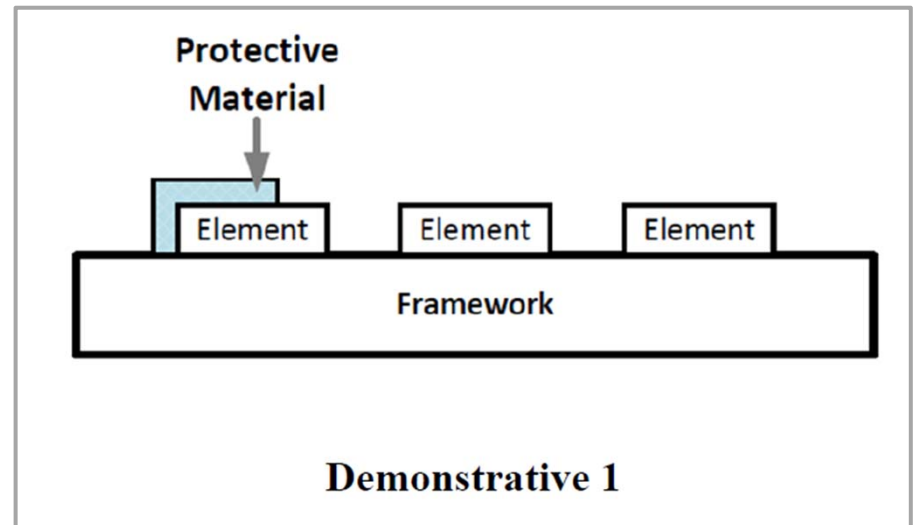 Protective
Material
Element Element Element
Framework
Demonstrative 1